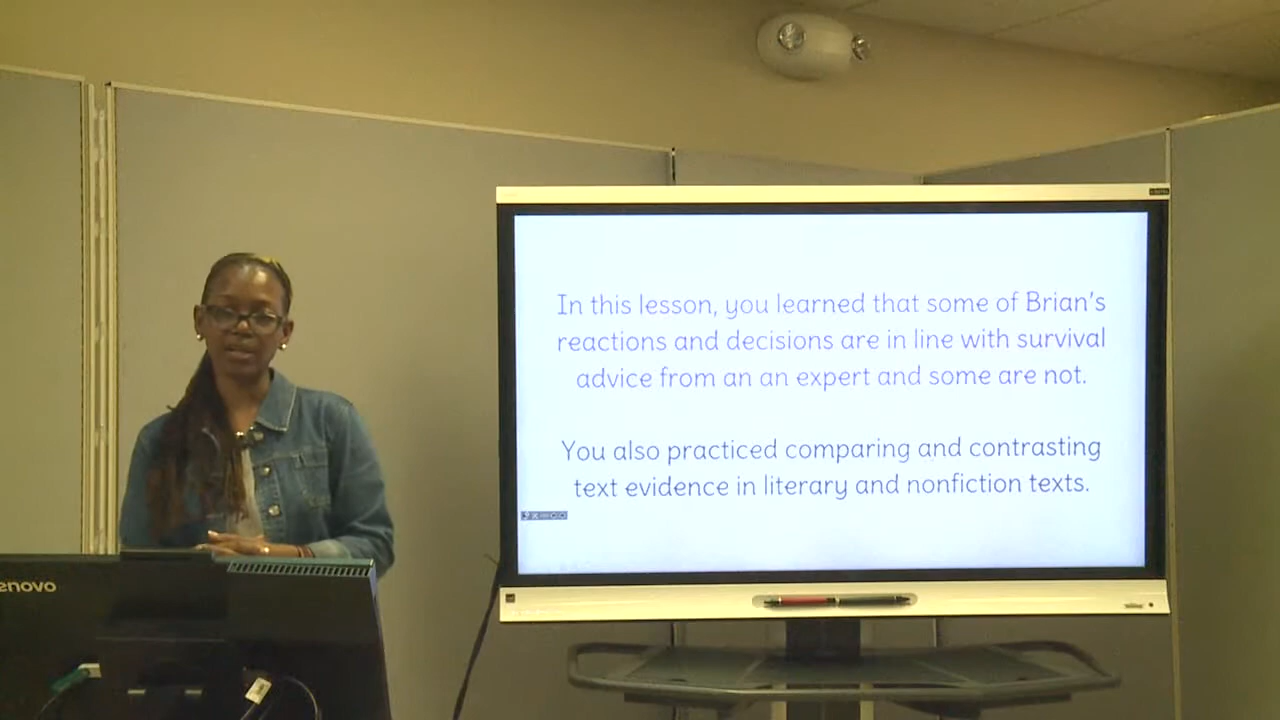 In this lesson, you learned that some of Brian's
reactions and decisions are in line with survival
advice from an an expert and some are not.
You also practiced comparing and contrasting
text evidence in literary and nonfiction texts.
enovo